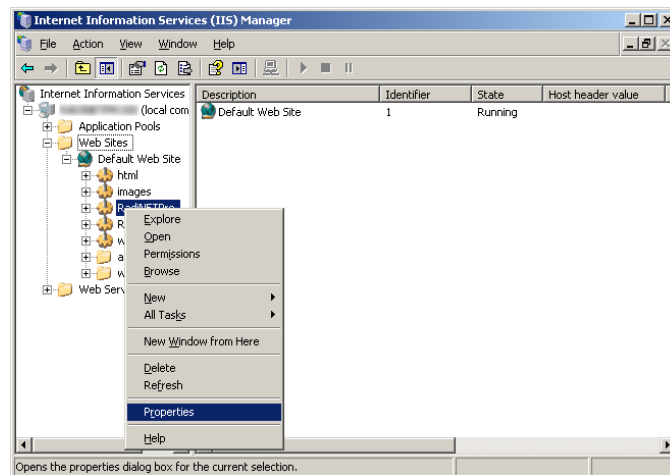 Internet Information Services (IIS) Manager
File Action View Window Help
Internet Information Services
(local com
Application Pools
Web Sites
Default Web Site
html
images
RadiNETPro
R
w
a
w
Web Serv
Description Identifier State Host header value
Default Web Site 1 Running
Explore
Open
Permissions
Browse
New
All Tasks
New Window from Here
Delete
Refresh
Properties
Help
Opens the properties dialog box for the current selection.